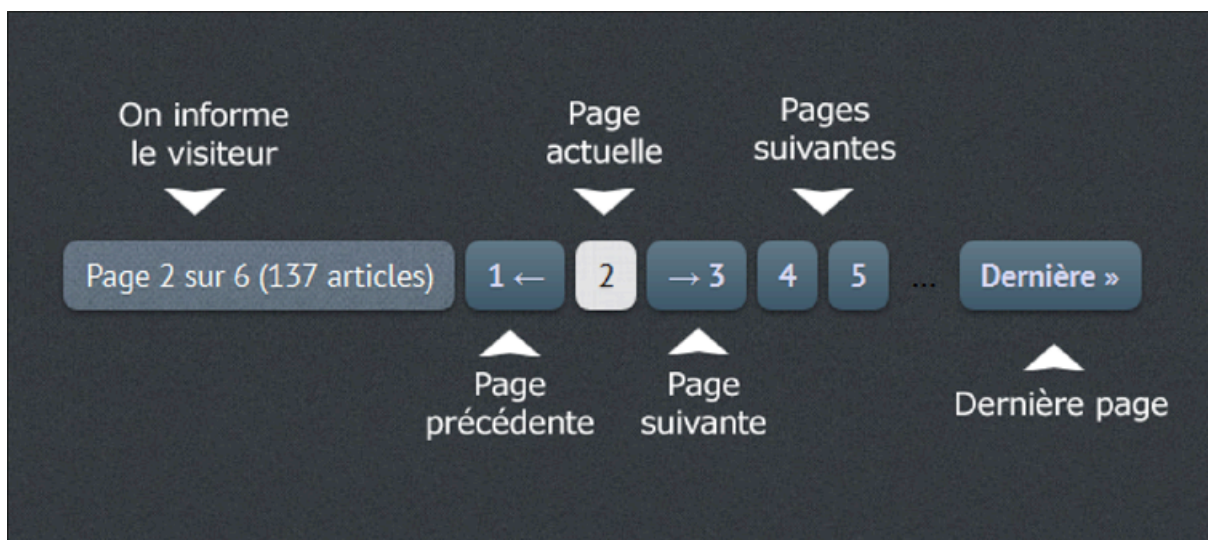 On informe
le visiteur
Page
actuelle
Pages
suivantes
Page 2 sur 6 (137 articles) 1 ← 2 → 3 4 5 ... Dernière »
Page
précédente
Page
suivante
Dernière page